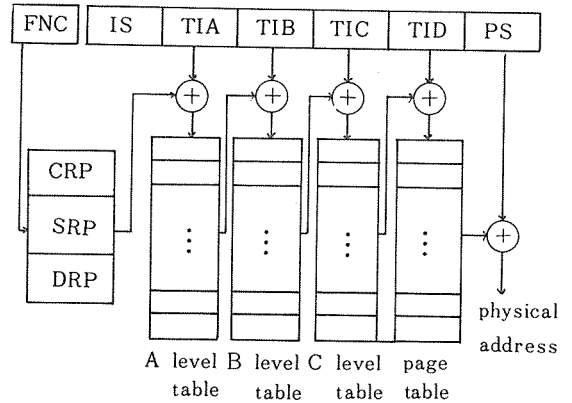 FNC IS TIA TIB TIC TID PS
+ + + +
CRP
SRP
DRP
+
physical
address
A level table
B level table
C level table
page table